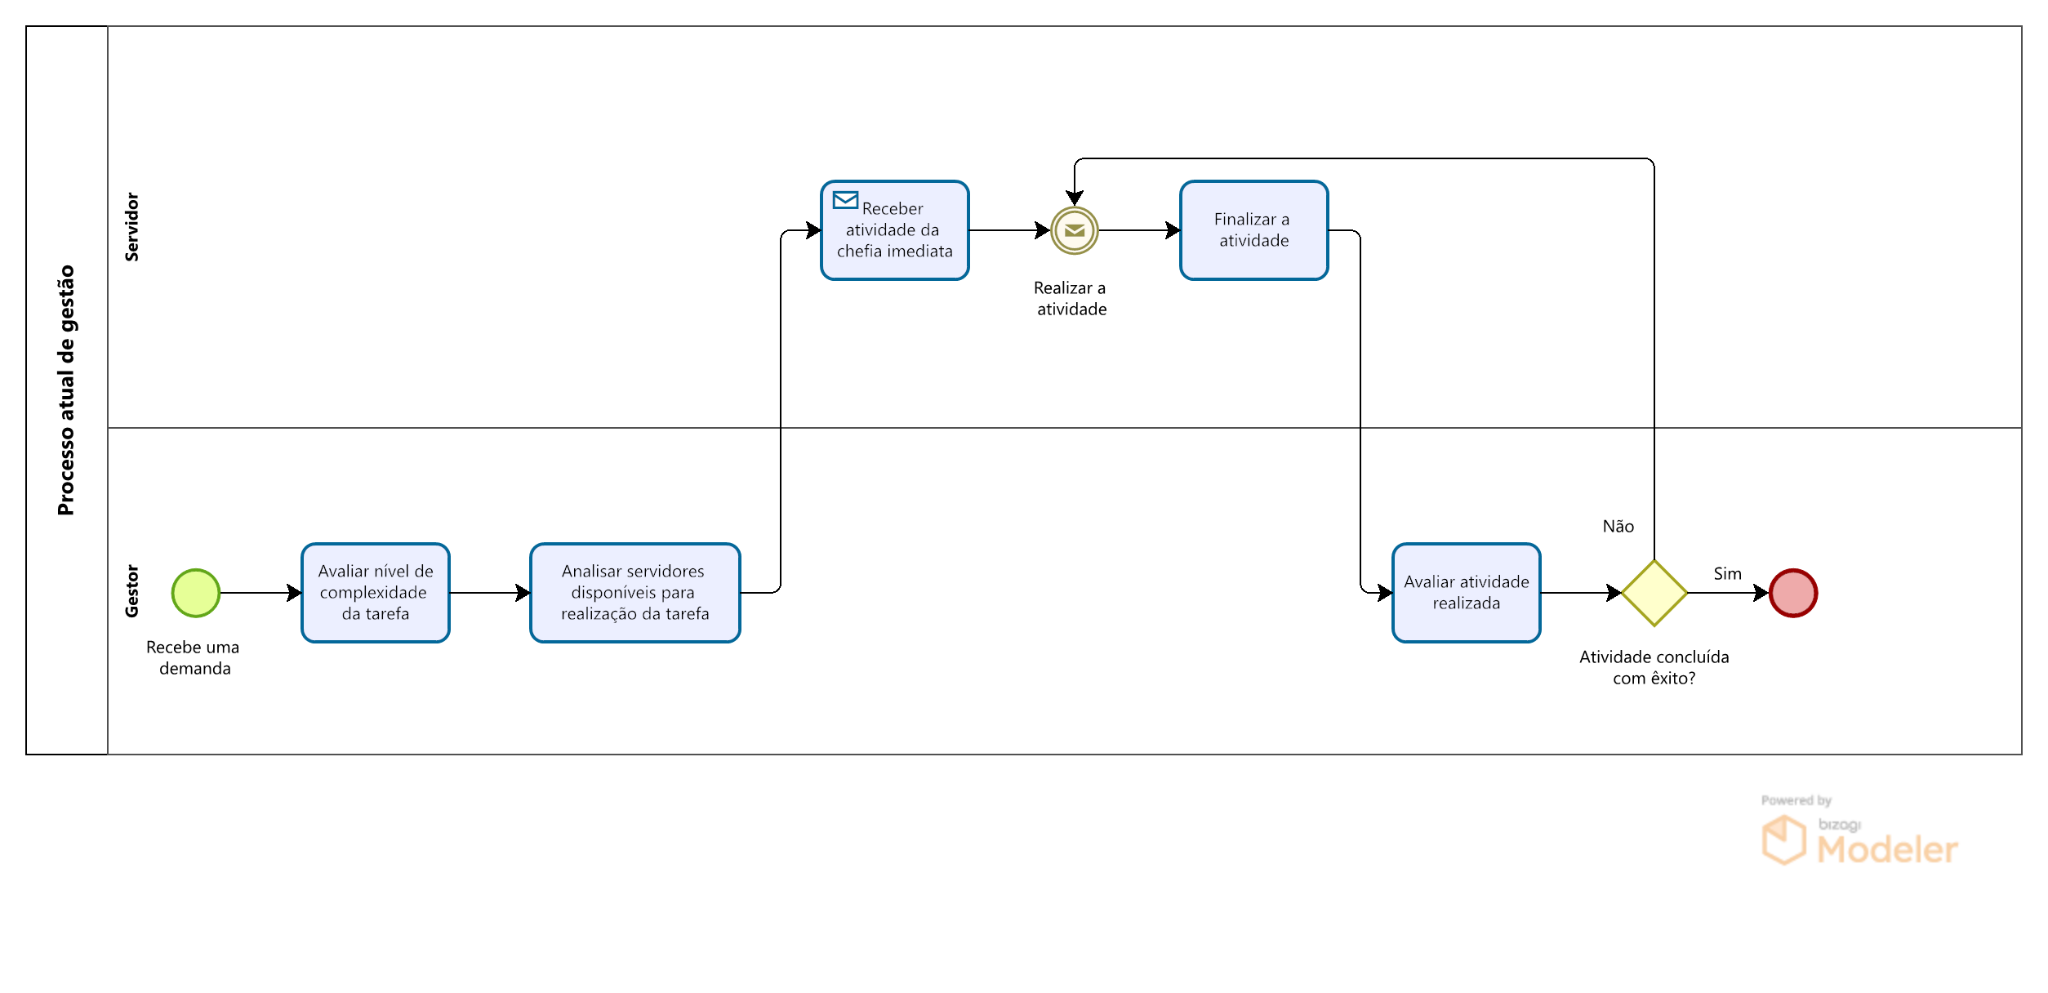 Processo atual de gestão
Servidor
Receber
atividade da
chefia imediata
Realizar a
atividade
Finalizar a
atividade
Gestor
Recebe uma
demanda
Avaliar nível de
complexidade
da tarefa
Analisar servidores
disponíveis para
realização da tarefa
Avaliar atividade
realizada
Não
Sim
Atividade concluída
com êxito?
Powered by
bizagi
Modeler